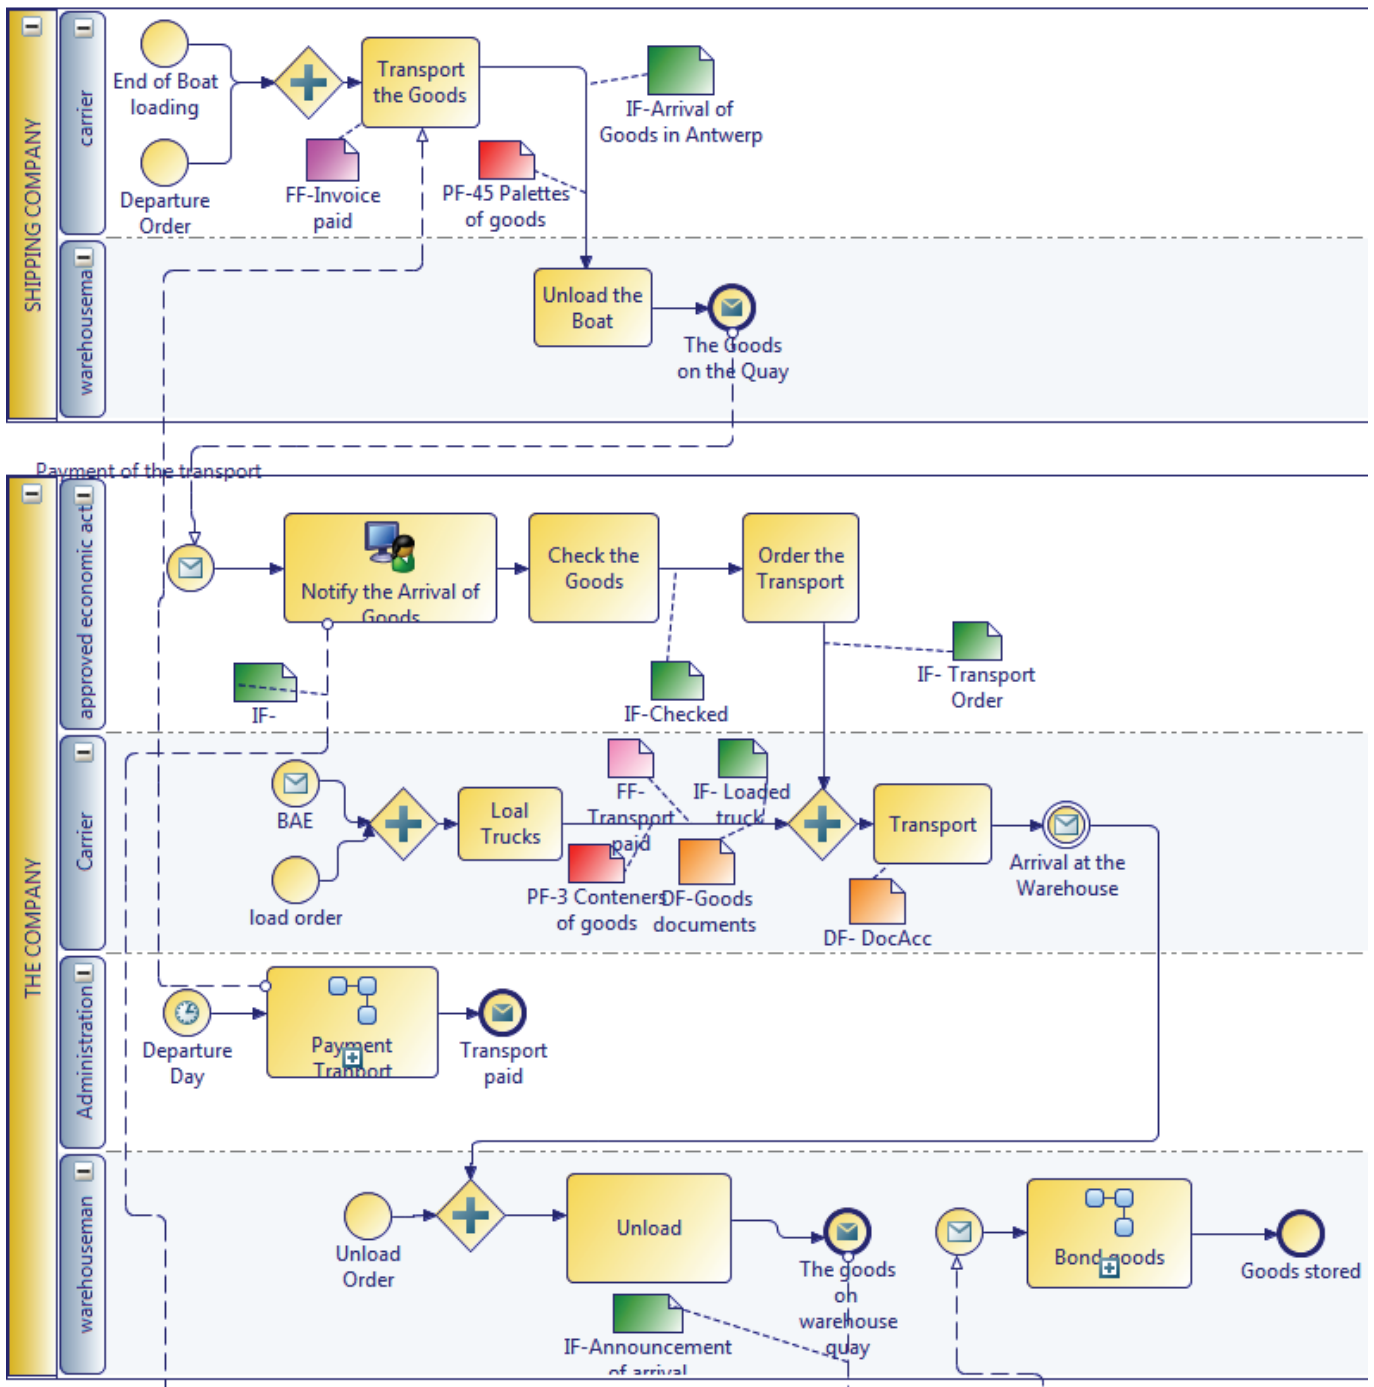 SHIPPING COMPANY
carrier
End of Boat
loading
Departure
Order
Transport
the Goods
FF-Invoice
paid
PF-45 Palettes
of goods
IF-Arrival of
Goods in Antwerp
warehousema
Unload the
Boat
The Goods
on the Quay
Payment of the transport
THE COMPANY
approved economic act
Notify the Arrival of
Goods
Check the
Goods
Order the
Transport
IF-
IF-Checked
IF- Transport
Order
Carrier
BAE
load order
Loal
Trucks
FF-
Transport
paid
IF- Loaded
truck
PF-3 Conteners
of goods
DF-Goods
documents
Transport
DF- DocAcc
Arrival at the
Warehouse
Administration
Departure
Day
Payment
Tranport
Transport
paid
warehouseman
Unload
Order
Unload
The goods
on
warehouse
quay
IF-Announcement
of arrival
Bond goods
Goods stored